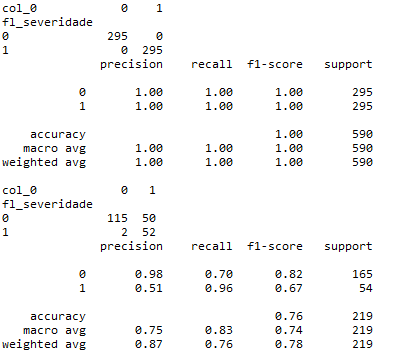 col_0 0 1
fl_severidade
0 295 0
1 0 295
precision recall f1-score support
0 1.00 1.00 1.00 295
1 1.00 1.00 1.00 295
accuracy 1.00 590
macro avg 1.00 1.00 1.00 590
weighted avg 1.00 1.00 1.00 590
col_0 0 1
fl_severidade
0 115 50
1 2 52
precision recall f1-score support
0 0.98 0.70 0.82 165
1 0.51 0.96 0.67 54
accuracy 0.76 219
macro avg 0.75 0.83 0.74 219
weighted avg 0.87 0.76 0.78 219